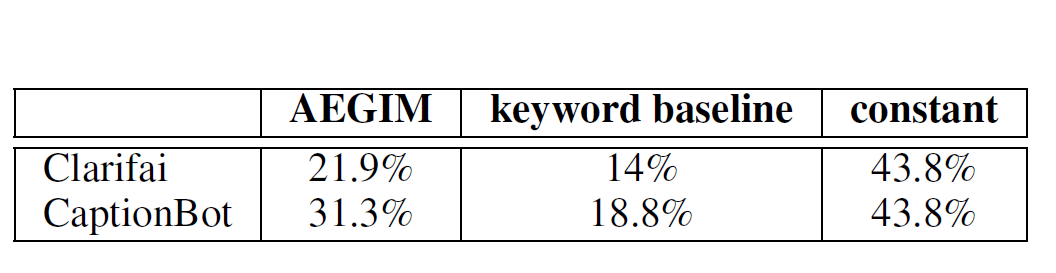 AEGIM keyword baseline constant
Clarifai 21.9% 14% 43.8%
CaptionBot 31.3% 18.8% 43.8%